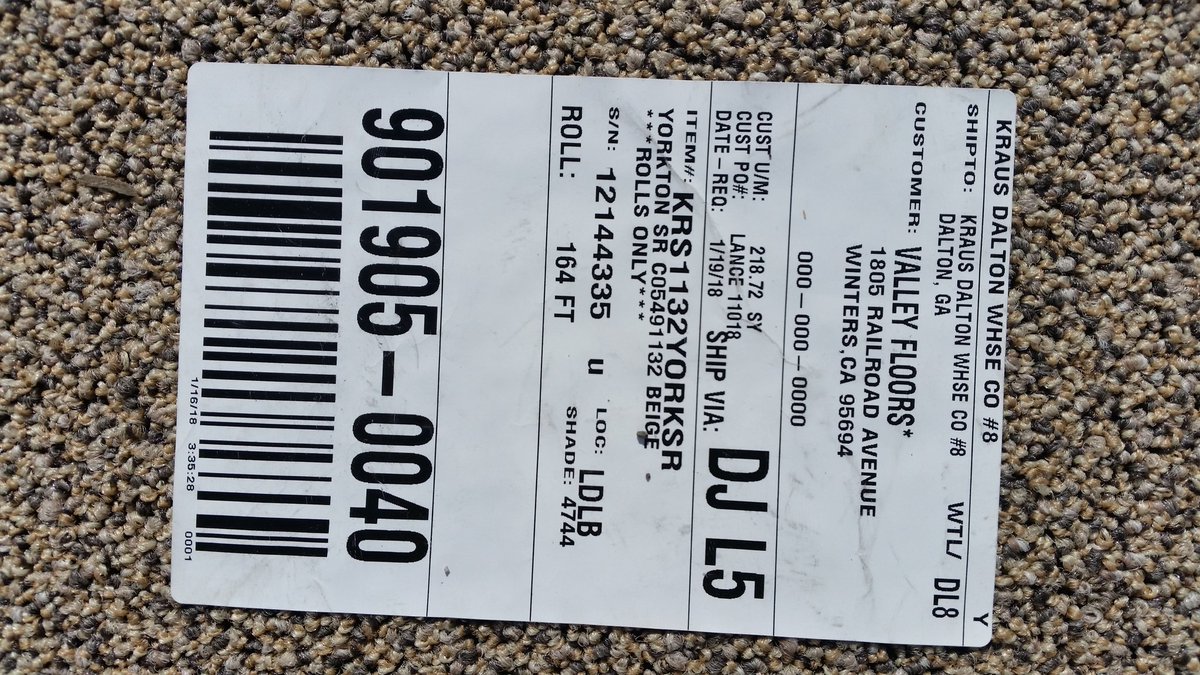 KRAUS DALTON WHSE CO #8 Y
SHIPTO: KRAUS DALTON WHSE CO #8 WTL/ DL8
DALTON, GA
CUSTOMER: VALLEY FLOORS*
1805 RAILROAD AVENUE
WINTERS,CA 95694
000-000-000-0000
CUST U/M: 218.72 SY
CUST PO#: LANCE 111018
DATE-REQ: 1/19/18 SHIP VIA: DJ L5
ITEM#: KRS1132YORKSR
YORKTON SR C05491132 BEIGE
***ROLLS ONLY***
S/N: 12144335 u LOC: LDLB
ROLL: 164 FT SHADE: 4744
901905-0040
1/16/18 3:35:28 0001